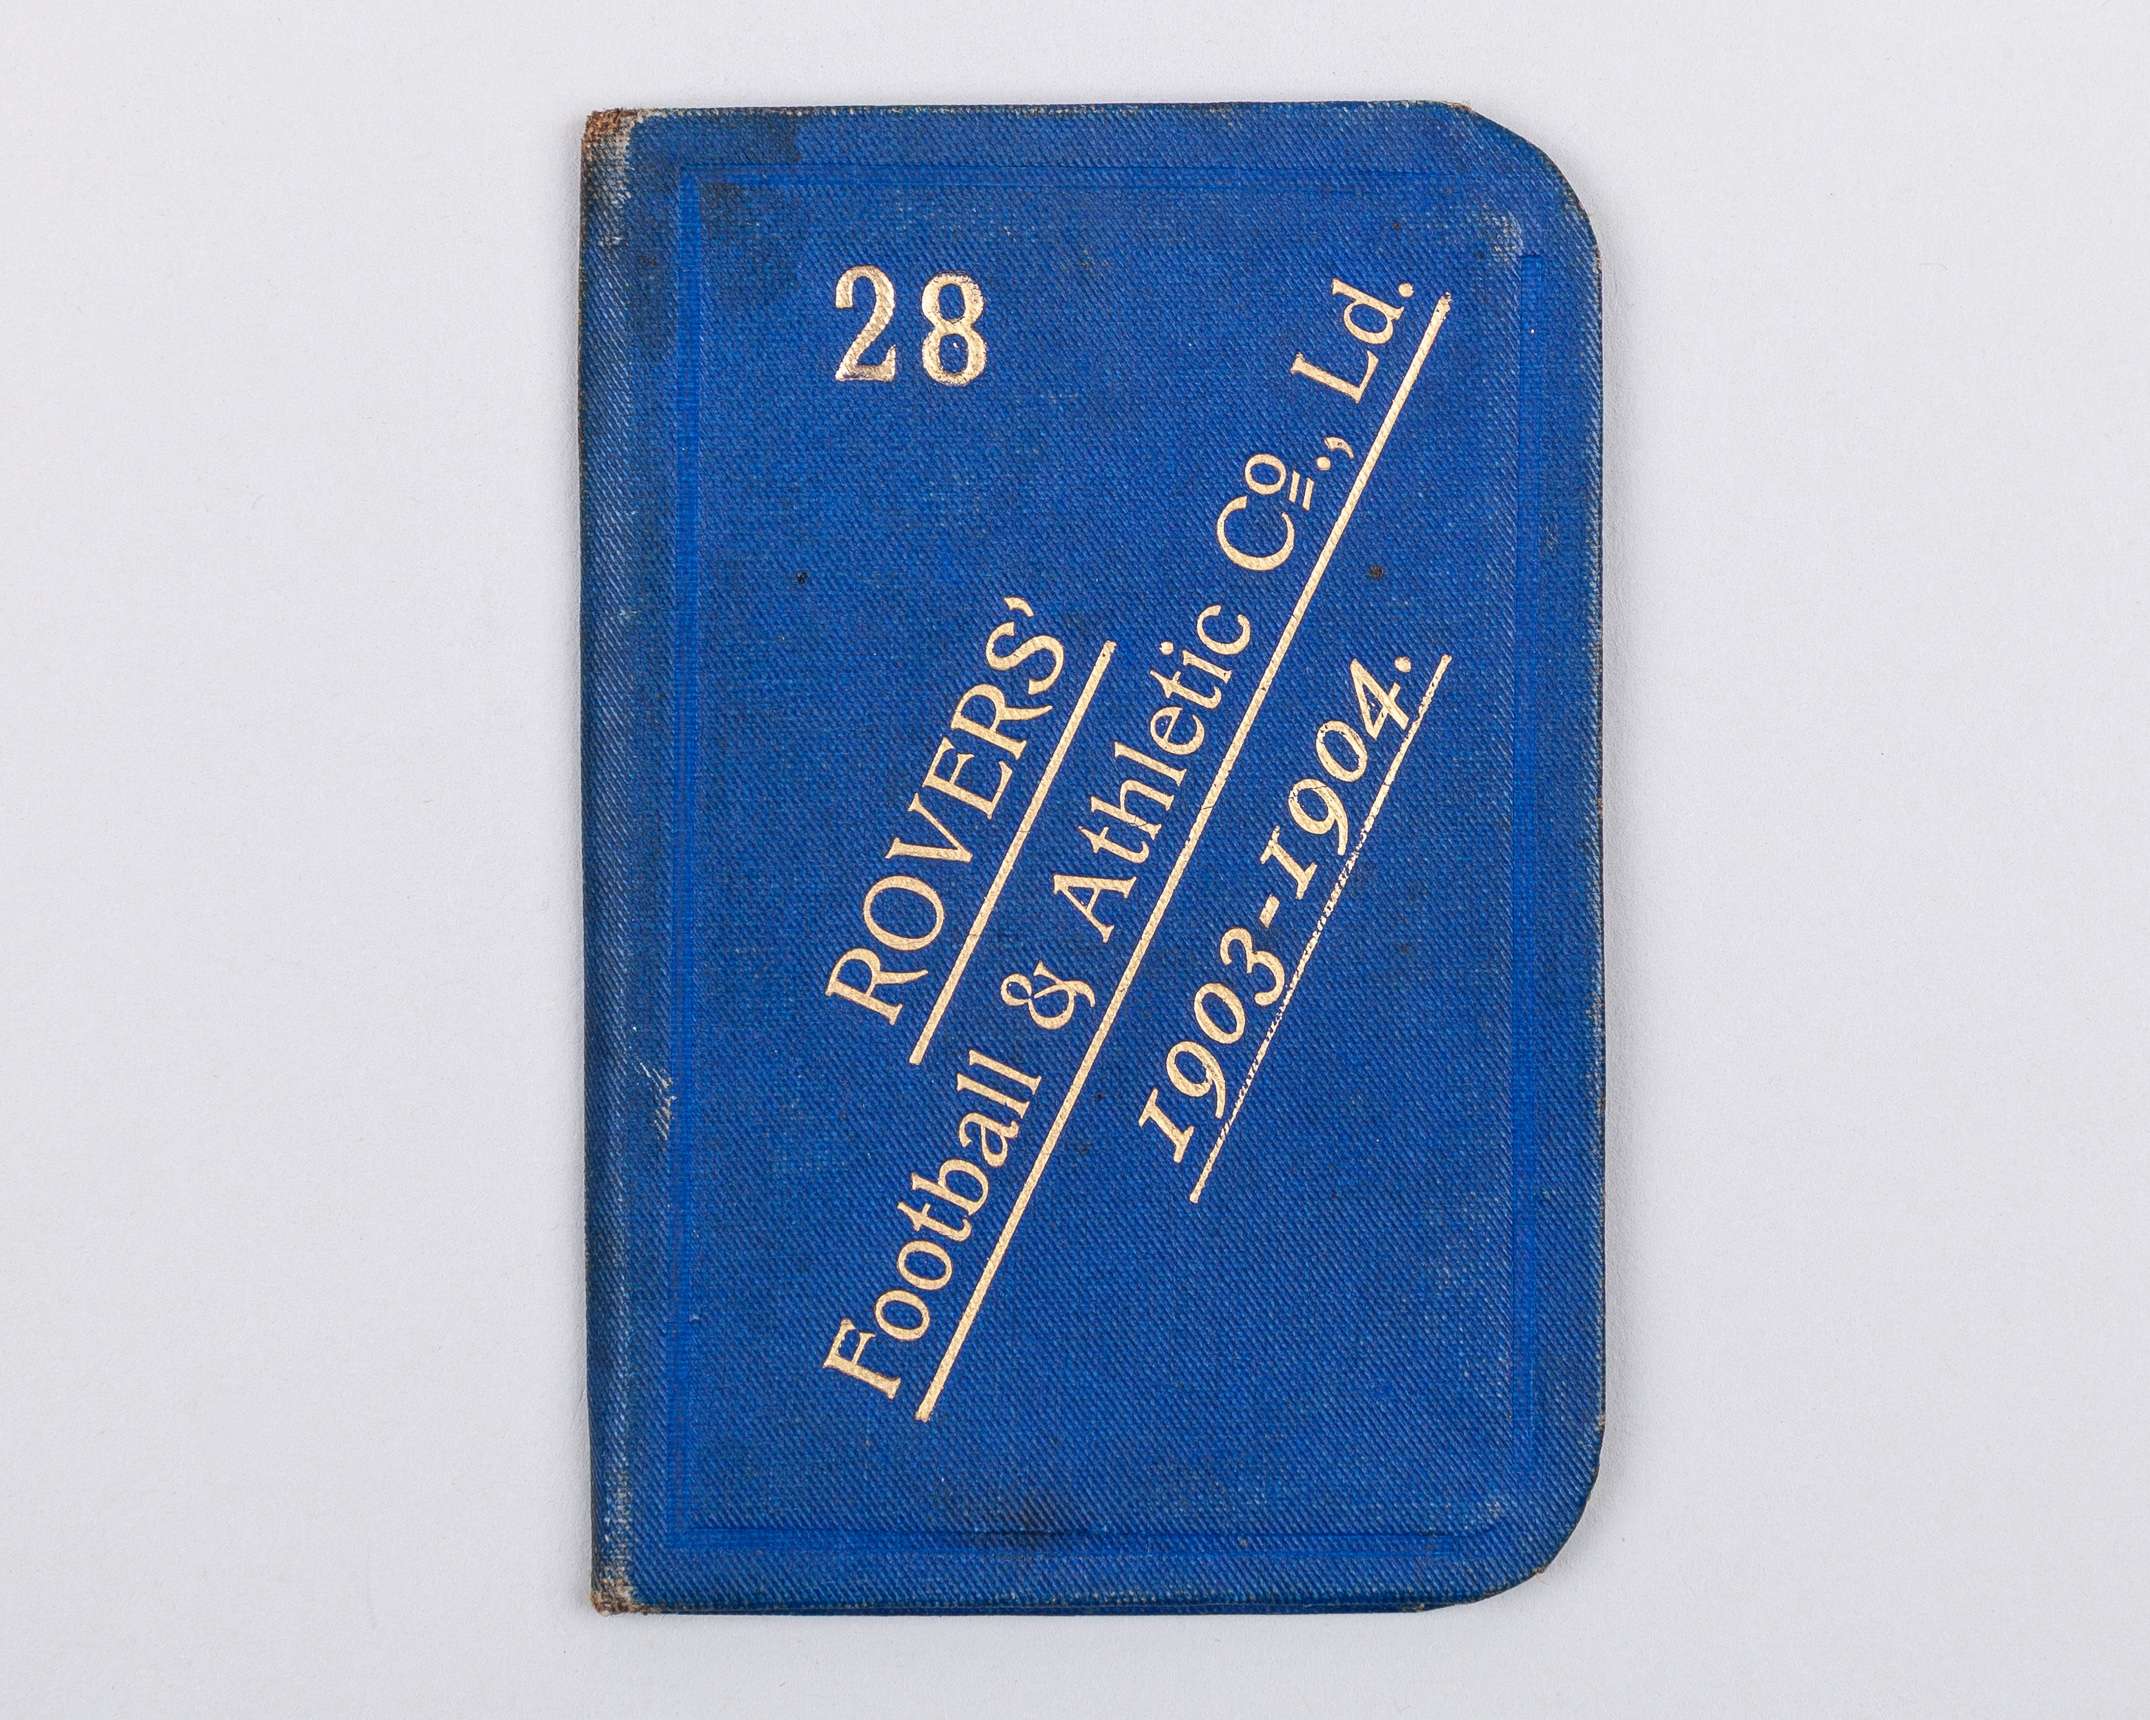 28
ROVERS'
Football & Athletic Co., Ld.
1903-1904.